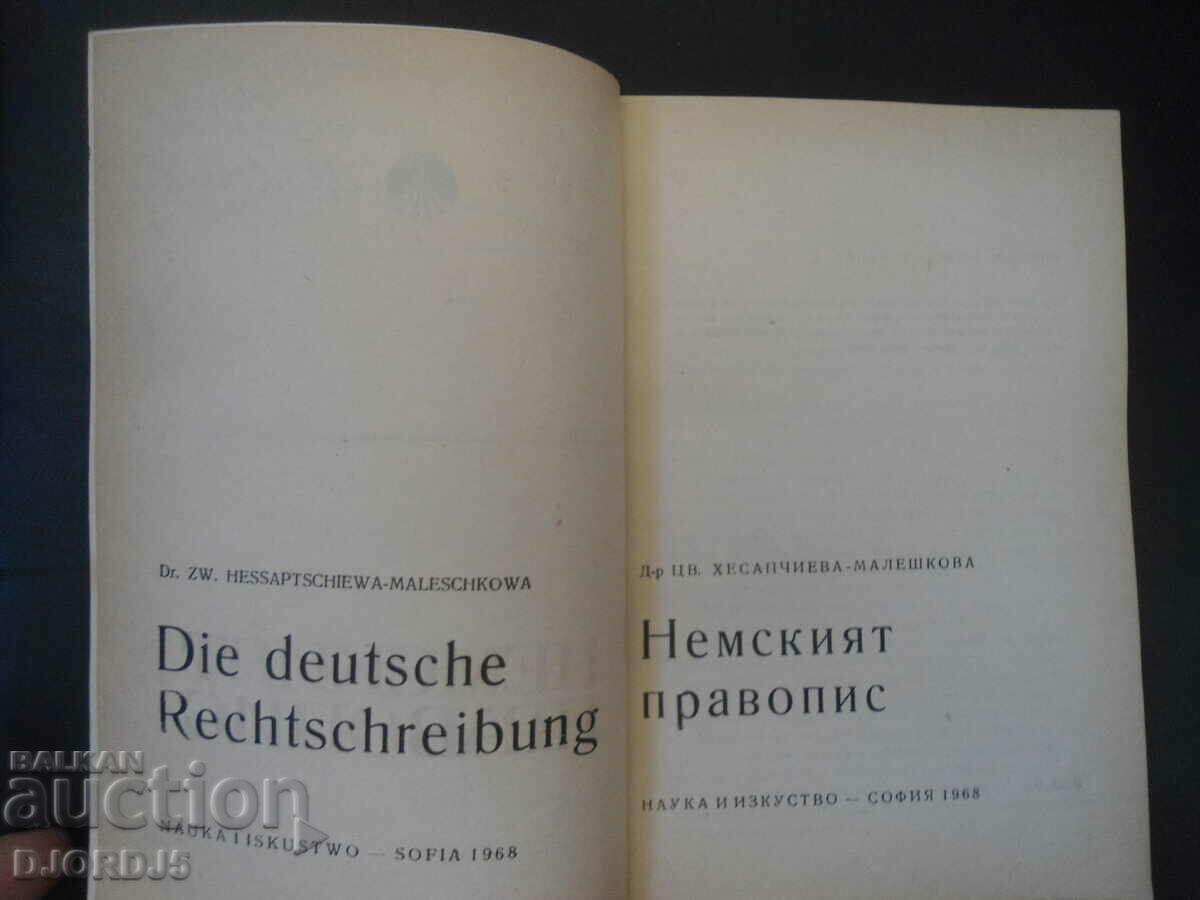 Dr. ZW. HESSAPTSCHIEWA-MALESCHKOWA
Die deutsche
Rechtschreibung
NAUKA I ISKUSTWO — SOFIA 1968
Д-р ЦВ. ХЕСАПЧИЕВА-МАЛЕШКОВА
Немският
правопис
НАУКА И ИЗКУСТВО — СОФИЯ 1968
BALKAN
auction
DJORDJ5